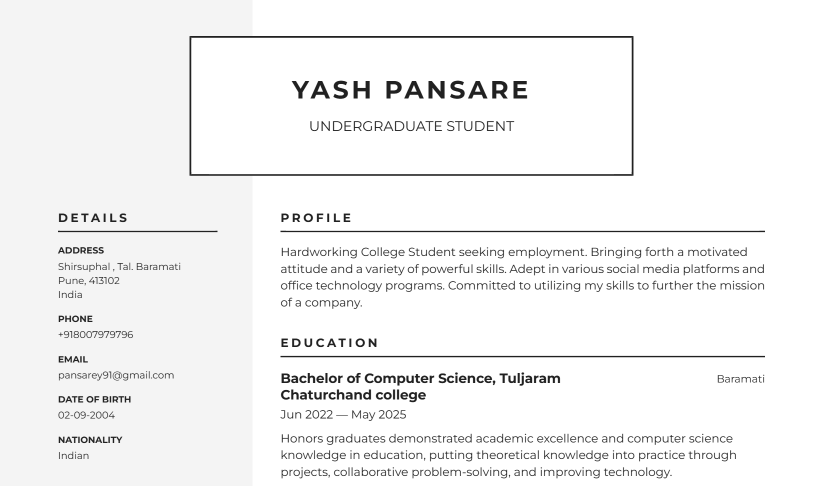 YASH PANSARE
UNDERGRADUATE STUDENT
DETAILS
ADDRESS
Shirsuphal , Tal. Baramati
Pune, 413102
India
PHONE
+918007979796
EMAIL
pansarey91@gmail.com
DATE OF BIRTH
02-09-2004
NATIONALITY
Indian
PROFILE
Hardworking College Student seeking employment. Bringing forth a motivated
attitude and a variety of powerful skills. Adept in various social media platforms and
office technology programs. Committed to utilizing my skills to further the mission
of a company.
EDUCATION
Bachelor of Computer Science, Tuljaram
Chaturchand college
Baramati
Jun 2022 — May 2025
Honors graduates demonstrated academic excellence and computer science
knowledge in education, putting theoretical knowledge into practice through
projects, collaborative problem-solving, and improving technology.